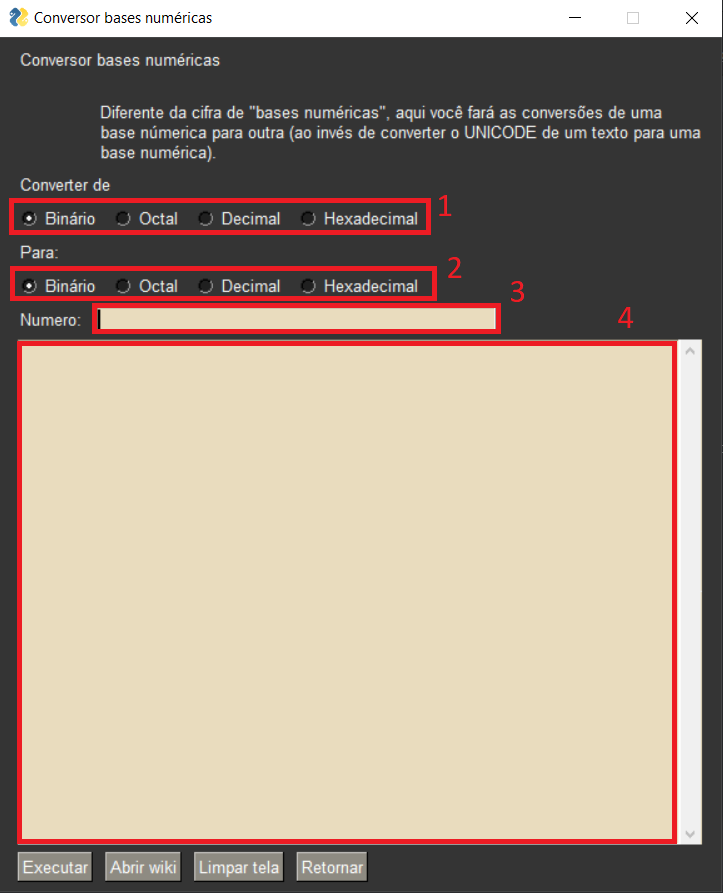 Conversor bases numéricas
Conversor bases numéricas
Diferente da cifra de "bases numéricas", aqui você fará as conversões de uma
base númerica para outra (ao invés de converter o UNICODE de um texto para uma
base numérica).
Converter de
Binário Octal Decimal Hexadecimal 1
Para:
Binário Octal Decimal Hexadecimal 2
Numero: 3
4
Executar Abrir wiki Limpar tela Retornar